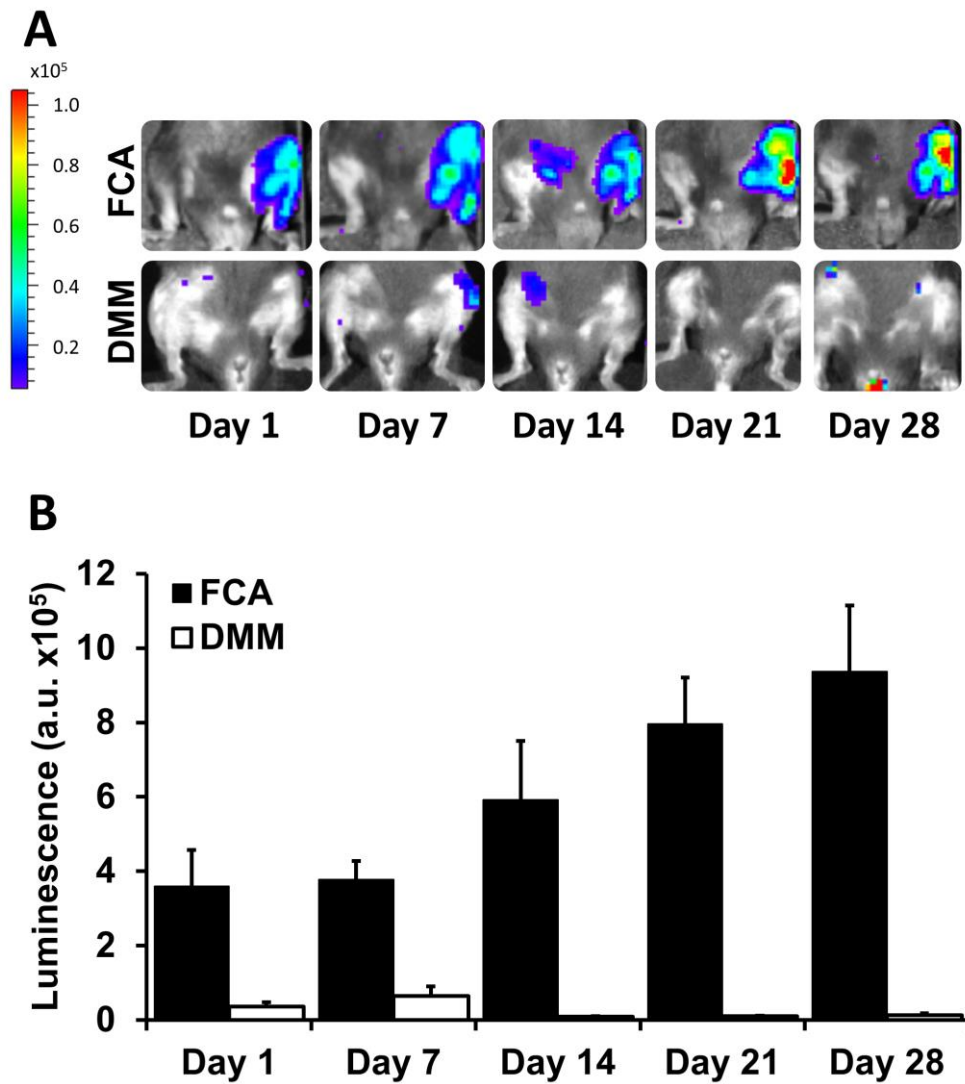 A
x10⁵
1.0
0.8
0.6
0.4
0.2
FCA
DMM
Day 1 Day 7 Day 14 Day 21 Day 28
B
Luminescence (a.u. x10⁵)
12
10
8
6
4
2
0
FCA
DMM
Day 1 Day 7 Day 14 Day 21 Day 28